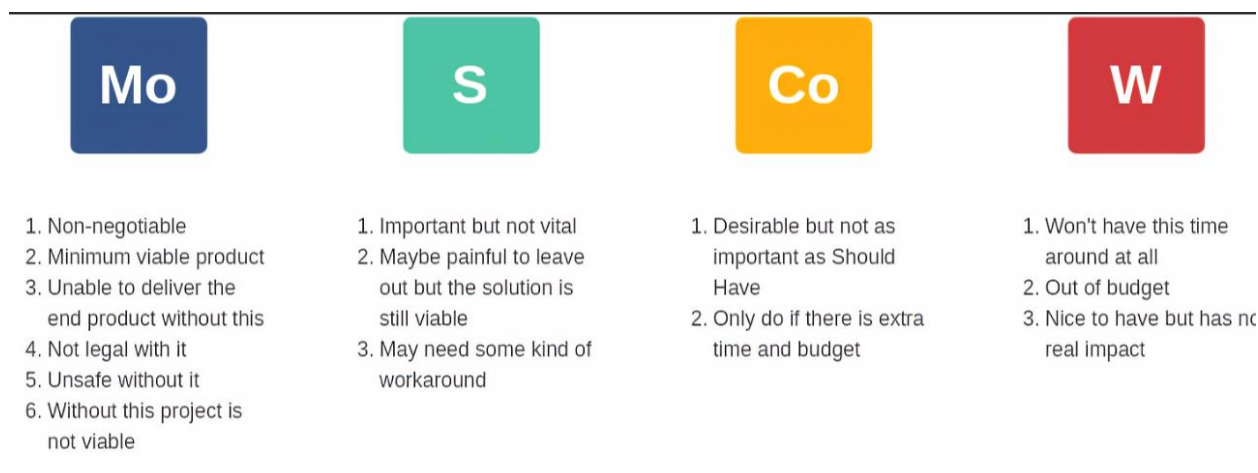 Mo
S
Co
W
1. Non-negotiable
2. Minimum viable product
3. Unable to deliver the
end product without this
4. Not legal with it
5. Unsafe without it
6. Without this project is
not viable
1. Important but not vital
2. Maybe painful to leave
out but the solution is
still viable
3. May need some kind of
workaround
1. Desirable but not as
important as Should
Have
2. Only do if there is extra
time and budget
1. Won't have this time
around at all
2. Out of budget
3. Nice to have but has no
real impact